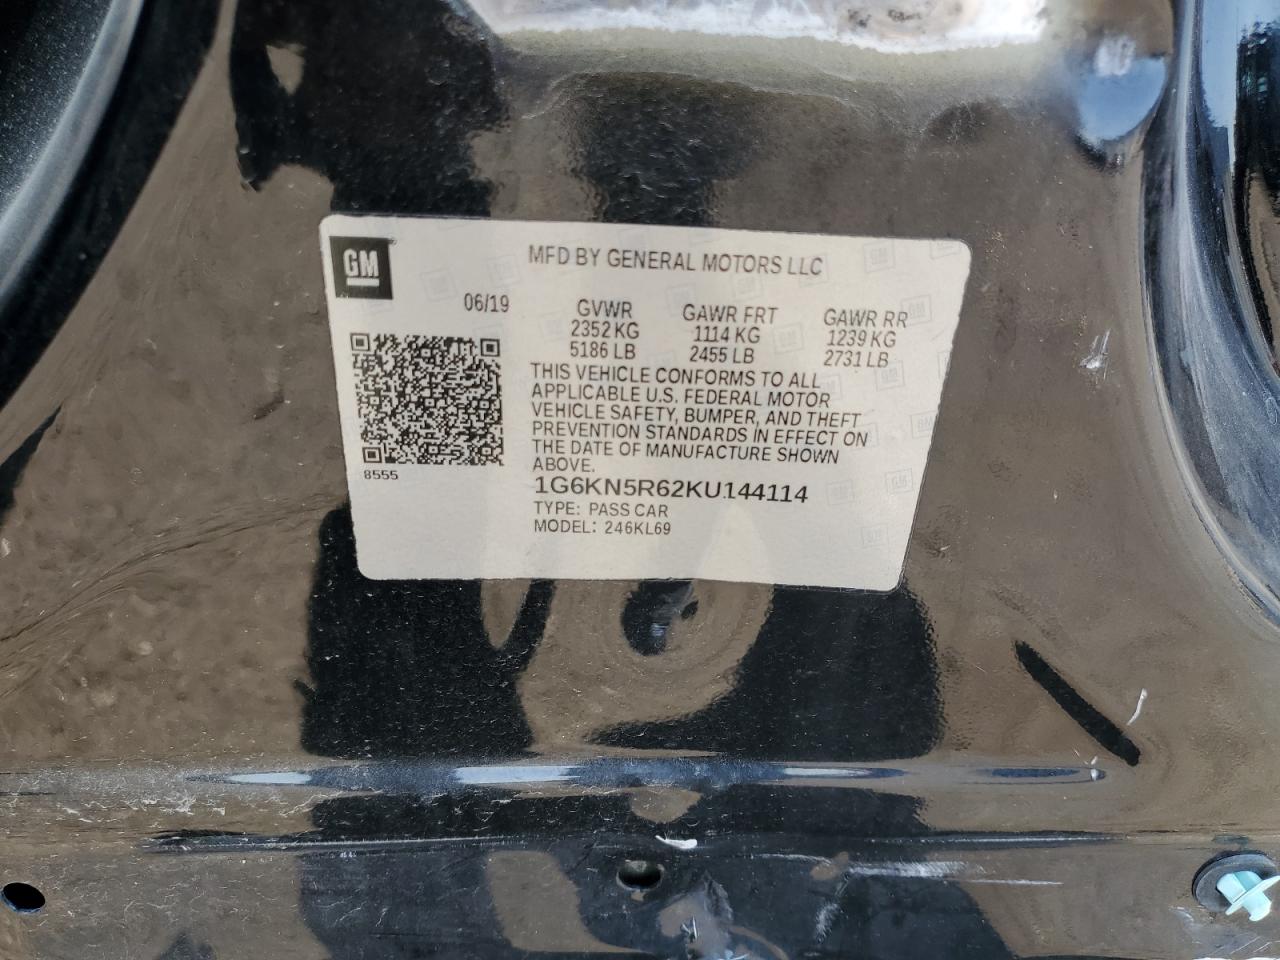 GM
MFD BY GENERAL MOTORS LLC
06/19 GVWR GAWR FRT GAWR RR
2352 KG 1114 KG 1239 KG
5186 LB 2455 LB 2731 LB
THIS VEHICLE CONFORMS TO ALL
APPLICABLE U.S. FEDERAL MOTOR
VEHICLE SAFETY, BUMPER, AND THEFT
PREVENTION STANDARDS IN EFFECT ON
THE DATE OF MANUFACTURE SHOWN
ABOVE.
8555
1G6KN5R62KU144114
TYPE: PASS CAR
MODEL: 246KL69